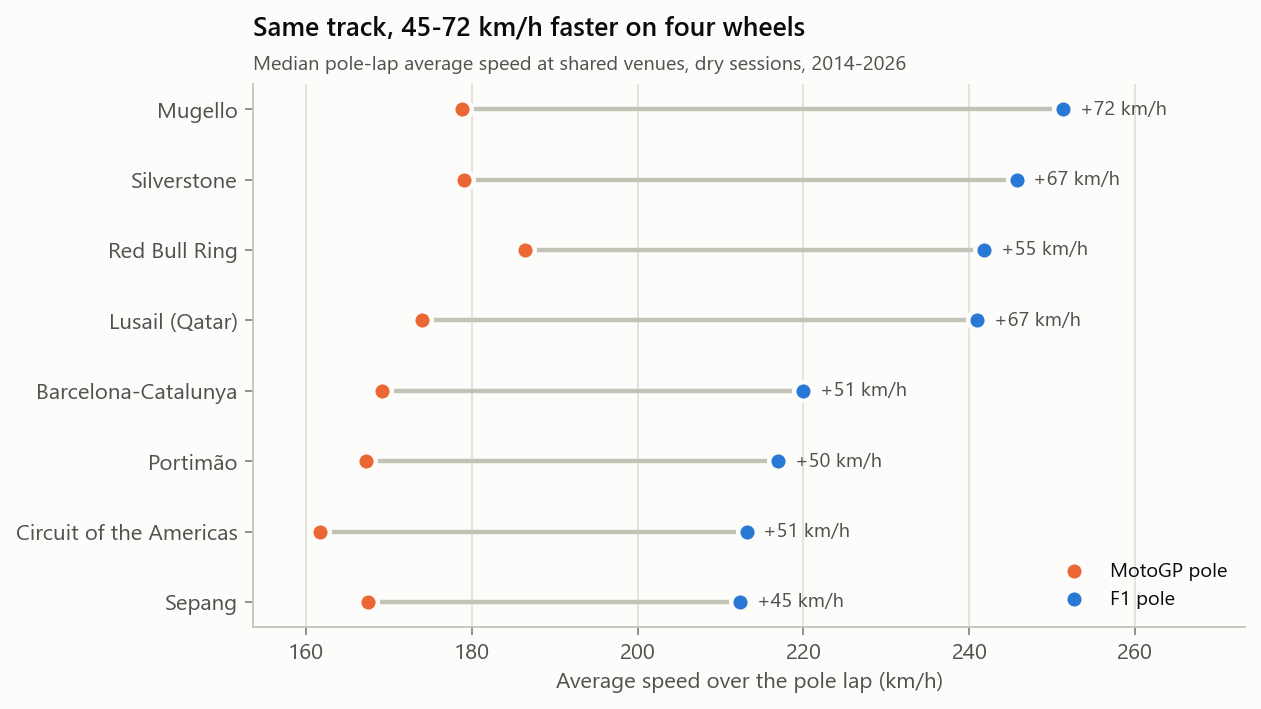 Same track, 45-72 km/h faster on four wheels
Median pole-lap average speed at shared venues, dry sessions, 2014-2026
Mugello
+72 km/h
Silverstone
+67 km/h
Red Bull Ring
+55 km/h
Lusail (Qatar)
+67 km/h
Barcelona-Catalunya
+51 km/h
Portimão
+50 km/h
Circuit of the Americas
+51 km/h
Sepang
+45 km/h
MotoGP pole
F1 pole
160 180 200 220 240 260
Average speed over the pole lap (km/h)